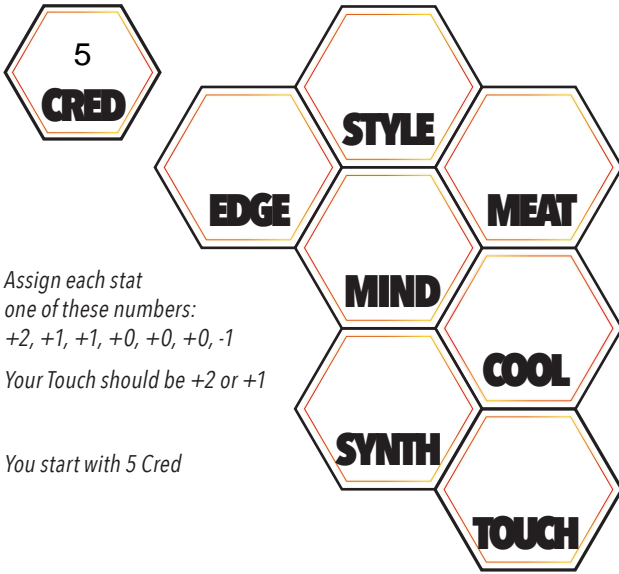 5
CRED
STYLE
EDGE
MEAT
MIND
Assign each stat
one of these numbers:
+2, +1, +1, +0, +0, +0, -1
COOL
Your Touch should be +2 or +1
SYNTH
You start with 5 Cred
TOUCH